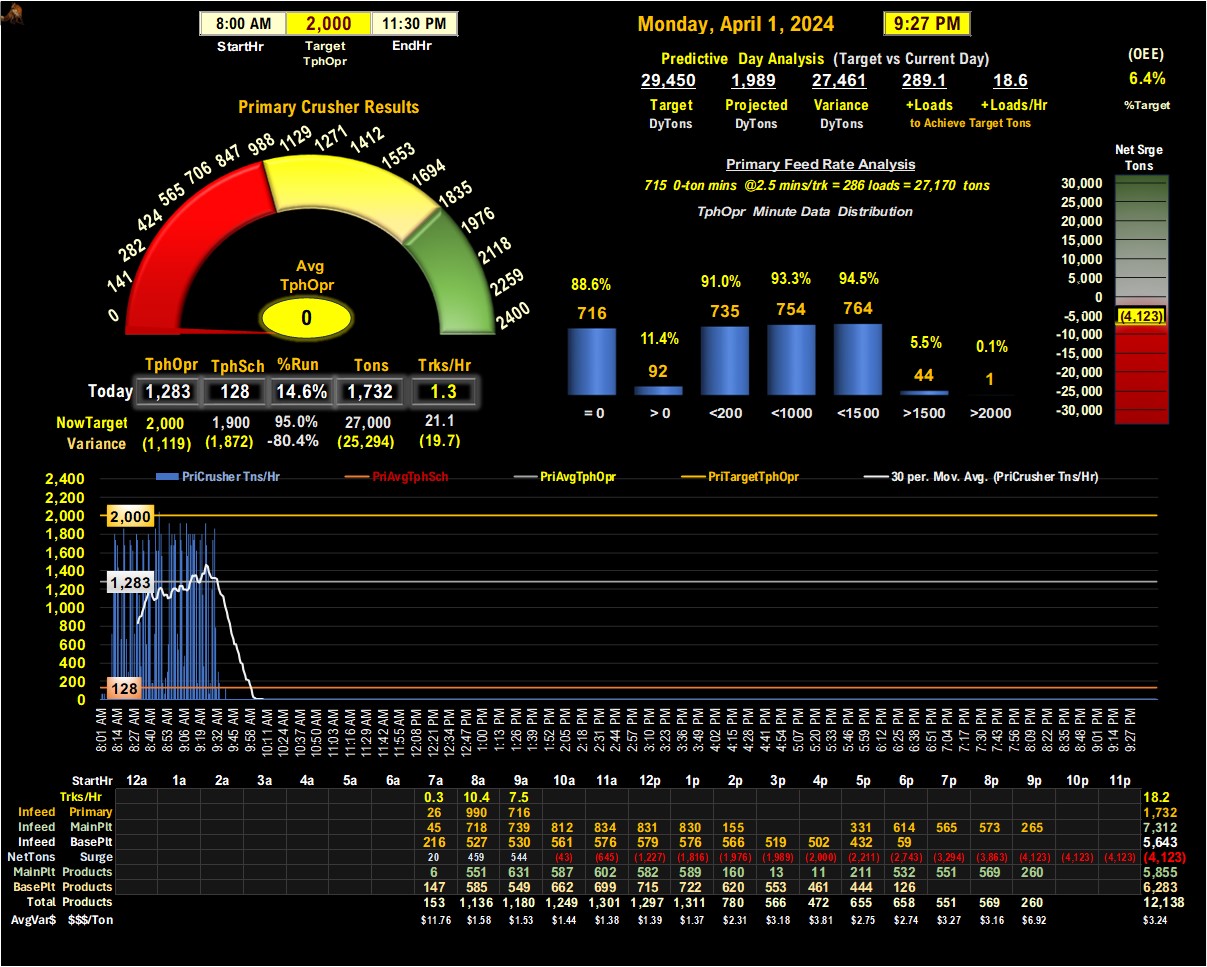 8:00 AM 2,000 11:30 PM
StartHr Target EndHr
TphOpr
Monday, April 1, 2024 9:27 PM
Predictive Day Analysis (Target vs Current Day)
29,450 1,989 27,461 289.1 18.6
Target Projected Variance +Loads +Loads/Hr
DyTons DyTons DyTons to Achieve Target Tons
(OEE)
6.4%
%Target
Primary Crusher Results
0 141 282 424 565 706 847 988 1129 1271 1412 1553 1694 1835 1976 2118 2259 2400
Avg
TphOpr
0
TphOpr TphSch %Run Tons Trks/Hr
Today 1,283 128 14.6% 1,732 1.3
NowTarget 2,000 1,900 95.0% 27,000 21.1
Variance (1,119) (1,872) -80.4% (25,294) (19.7)
Primary Feed Rate Analysis
715 0-ton mins @2.5 mins/trk = 286 loads = 27,170 tons
TphOpr Minute Data Distribution
88.6% 11.4% 91.0% 93.3% 94.5% 5.5% 0.1%
716 92 735 754 764 44 1
= 0 > 0 <200 <1000 <1500 >1500 >2000
Net Srge
Tons
30,000
25,000
20,000
15,000
10,000
5,000
0
-5,000 (4,123)
-10,000
-15,000
-20,000
-25,000
-30,000
PriCrusher Tns/Hr PriAvgTphSch PriAvgTphOpr PriTargetTphOpr 30 per. Mov. Avg. (PriCrusher Tns/Hr)
2,400
2,200
2,000 2,000
1,800
1,600
1,400
1,200 1,283
1,000
800
600
400
200 128
0
8:01 AM 8:14 AM 8:27 AM 8:40 AM 8:53 AM 9:06 AM 9:19 AM 9:32 AM 9:45 AM 9:58 AM 10:11 AM 10:24 AM 10:37 AM 10:50 AM 11:03 AM 11:16 AM 11:29 AM 11:42 AM 11:55 AM 12:08 PM 12:21 PM 12:34 PM 12:47 PM 1:00 PM 1:13 PM 1:26 PM 1:39 PM 1:52 PM 2:05 PM 2:18 PM 2:31 PM 2:44 PM 2:57 PM 3:10 PM 3:23 PM 3:36 PM 3:49 PM 4:02 PM 4:15 PM 4:28 PM 4:41 PM 4:54 PM 5:07 PM 5:20 PM 5:33 PM 5:46 PM 5:59 PM 6:12 PM 6:25 PM 6:38 PM 6:51 PM 7:04 PM 7:17 PM 7:30 PM 7:43 PM 7:56 PM 8:09 PM 8:22 PM 8:35 PM 8:48 PM 9:01 PM 9:14 PM 9:27 PM
StartHr 12a 1a 2a 3a 4a 5a 6a 7a 8a 9a 10a 11a 12p 1p 2p 3p 4p 5p 6p 7p 8p 9p 10p 11p
Trks/Hr 0.3 10.4 7.5 18.2
Infeed Primary 26 990 716 1,732
Infeed MainPlt 45 718 739 812 834 831 830 155 331 614 565 573 265 7,312
Infeed BasePlt 216 527 530 561 576 579 576 566 519 502 432 59 5,643
NetTons Surge 20 459 544 (43) (645) (1,227) (1,816) (1,976) (1,989) (2,000) (2,211) (2,743) (3,294) (3,863) (4,123) (4,123) (4,123) (4,123)
MainPlt Products 6 551 631 587 602 582 589 160 13 11 211 532 551 569 260 5,855
BasePlt Products 147 585 549 662 699 715 722 620 553 461 444 126 6,283
Total Products 153 1,136 1,180 1,249 1,301 1,297 1,311 780 566 472 655 658 551 569 260 12,138
AvgVar$ $$$/Ton $11.76 $1.58 $1.53 $1.44 $1.38 $1.39 $1.37 $2.31 $3.18 $3.81 $2.75 $2.74 $3.27 $3.16 $6.92 $3.24